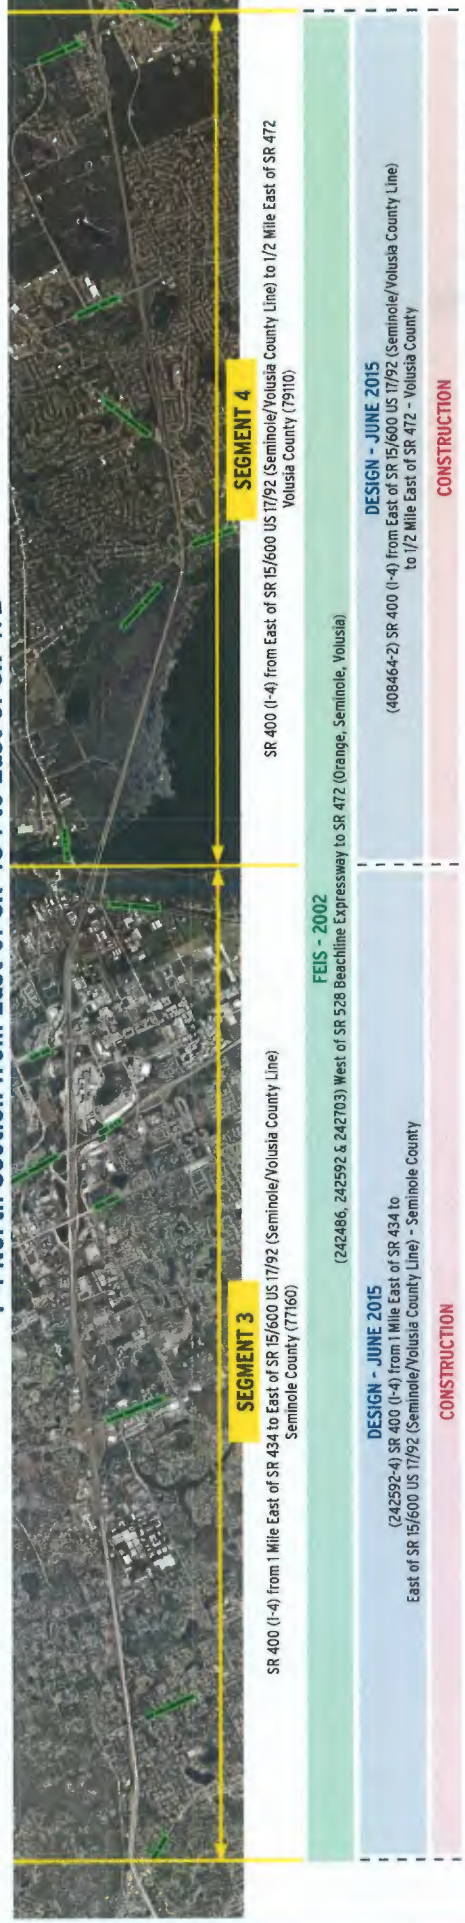 SEGMENT 3
SR 400 (I-4) from 1 Mile East of SR 434 to East of SR 15/600 US 17/92 (Seminole/Volusia County Line)
Seminole County (77160)
SEGMENT 4
SR 400 (I-4) from East of SR 15/600 US 17/92 (Seminole/Volusia County Line) to 1/2 Mile East of SR 472
Volusia County (79110)
FEIS - 2002
(242486, 242592 & 242703) West of SR 528 Beachline Expressway to SR 472 (Orange, Seminole, Volusia)
DESIGN - JUNE 2015
(242592-4) SR 400 (I-4) from 1 Mile East of SR 434 to
East of SR 15/600 US 17/92 (Seminole/Volusia County Line) - Seminole County
DESIGN - JUNE 2015
(408464-2) SR 400 (I-4) from East of SR 15/600 US 17/92 (Seminole/Volusia County Line)
to 1/2 Mile East of SR 472 - Volusia County
CONSTRUCTION
CONSTRUCTION